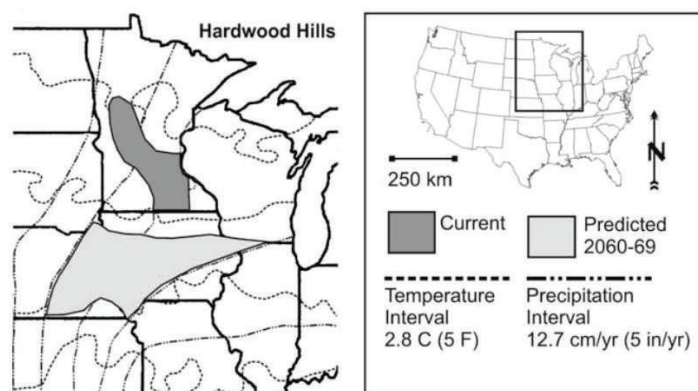 Hardwood Hills
250 km
N
Current
Predicted
2060-69
Temperature
Interval
2.8 C (5 F)
Precipitation
Interval
12.7 cm/yr (5 in/yr)